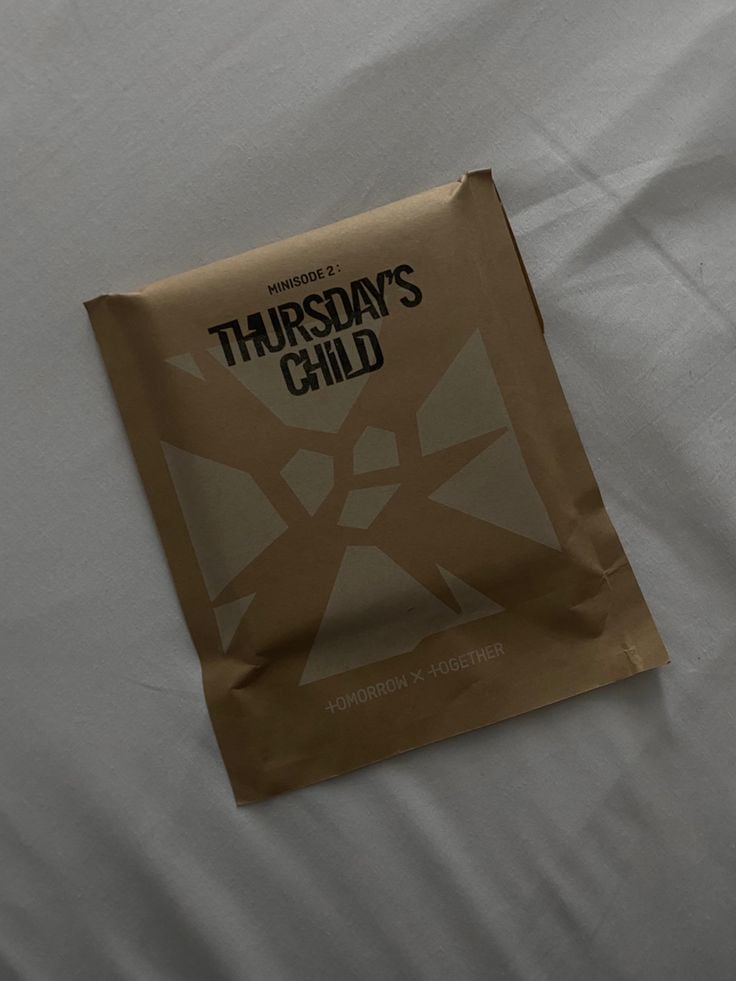 MINISODE 2:
THURSDAY'S
CHILD
TOMORROW X TOGETHER